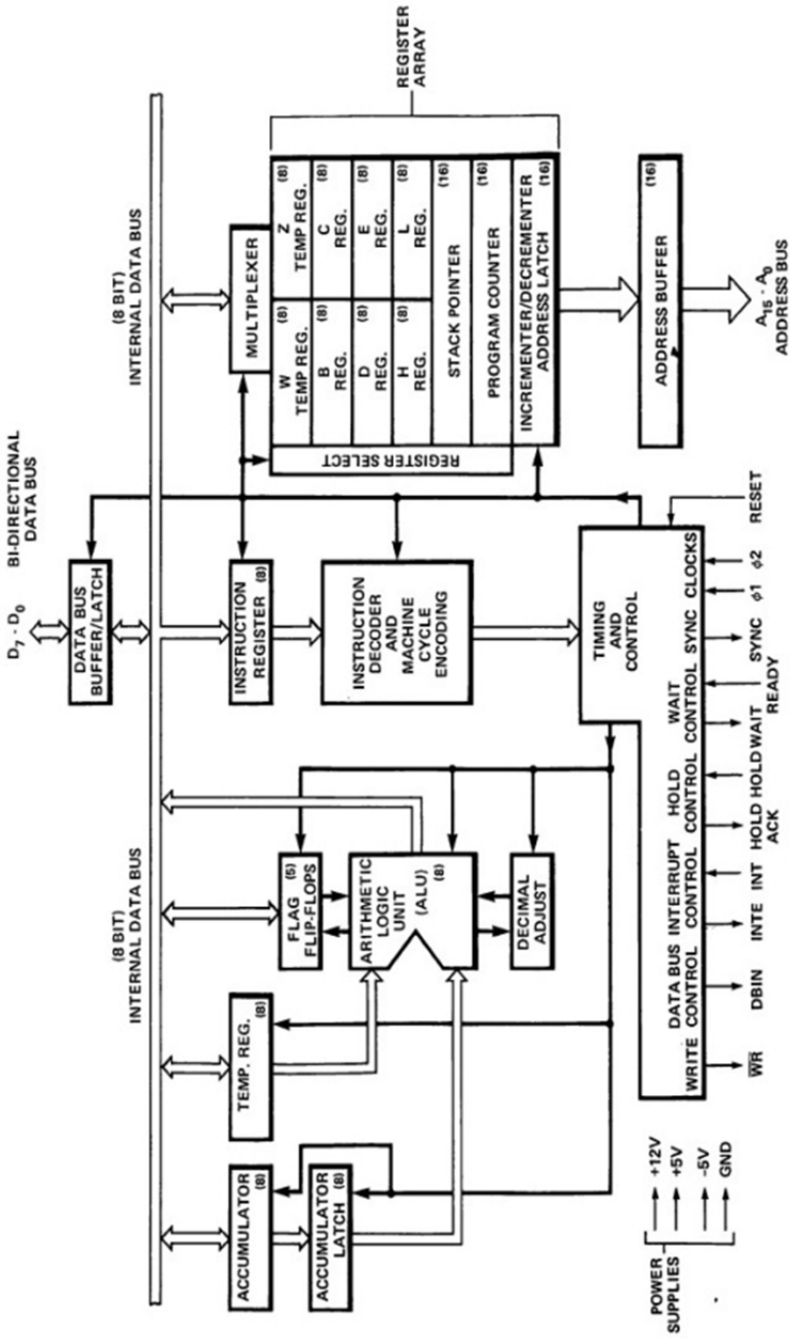 D7 - D0 BI-DIRECTIONAL
DATA BUS
(8 BIT)
INTERNAL DATA BUS
(8 BIT)
INTERNAL DATA BUS
ACCUMULATOR
(8)
ACCUMULATOR
LATCH (8)
TEMP. REG.
(8)
FLAG (5)
FLIP-FLOPS
ARITHMETIC
LOGIC
UNIT
(ALU)
(8)
DECIMAL
ADJUST
DATA BUS
BUFFER/LATCH
INSTRUCTION
REGISTER (8)
INSTRUCTION
DECODER
AND
MACHINE
CYCLE
ENCODING
MULTIPLEXER
REGISTER SELECT
W (8)
TEMP REG.
Z (8)
TEMP REG.
B (8)
REG.
C (8)
REG.
D (8)
REG.
E (8)
REG.
H (8)
REG.
L (8)
REG.
STACK POINTER (16)
PROGRAM COUNTER (16)
INCREMENTER/DECREMENTER
ADDRESS LATCH (16)
REGISTER
ARRAY
ADDRESS BUFFER (16)
A15 - A0
ADDRESS BUS
TIMING
AND
CONTROL
WRITE
DATA BUS
CONTROL
INTERRUPT
CONTROL
HOLD
CONTROL
WAIT
CONTROL
SYNC
CLOCKS
WR
DBIN
INTE
INT
HOLD
ACK
HOLD
WAIT
READY
SYNC
ϕ1
ϕ2
RESET
POWER
SUPPLIES
+12V
+5V
-5V
GND